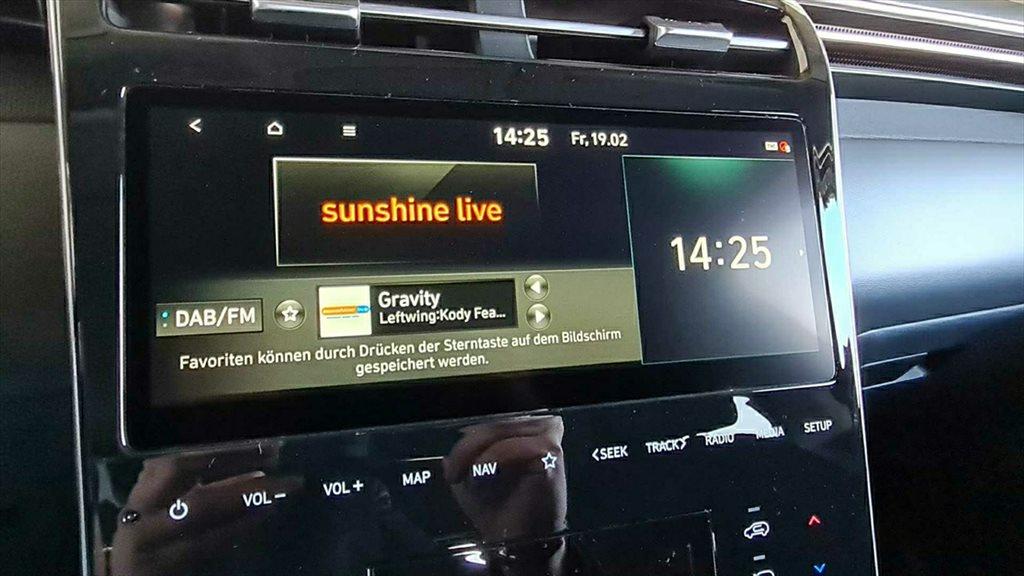 14:25 Fr, 19.02
sunshine live
14:25
DAB/FM
Gravity
Leftwing:Kody Fea...
Favoriten können durch Drücken der Sterntaste auf dem Bildschirm
gespeichert werden.
VOL− VOL+ MAP NAV <SEEK TRACK> RADIO MEDIA SETUP